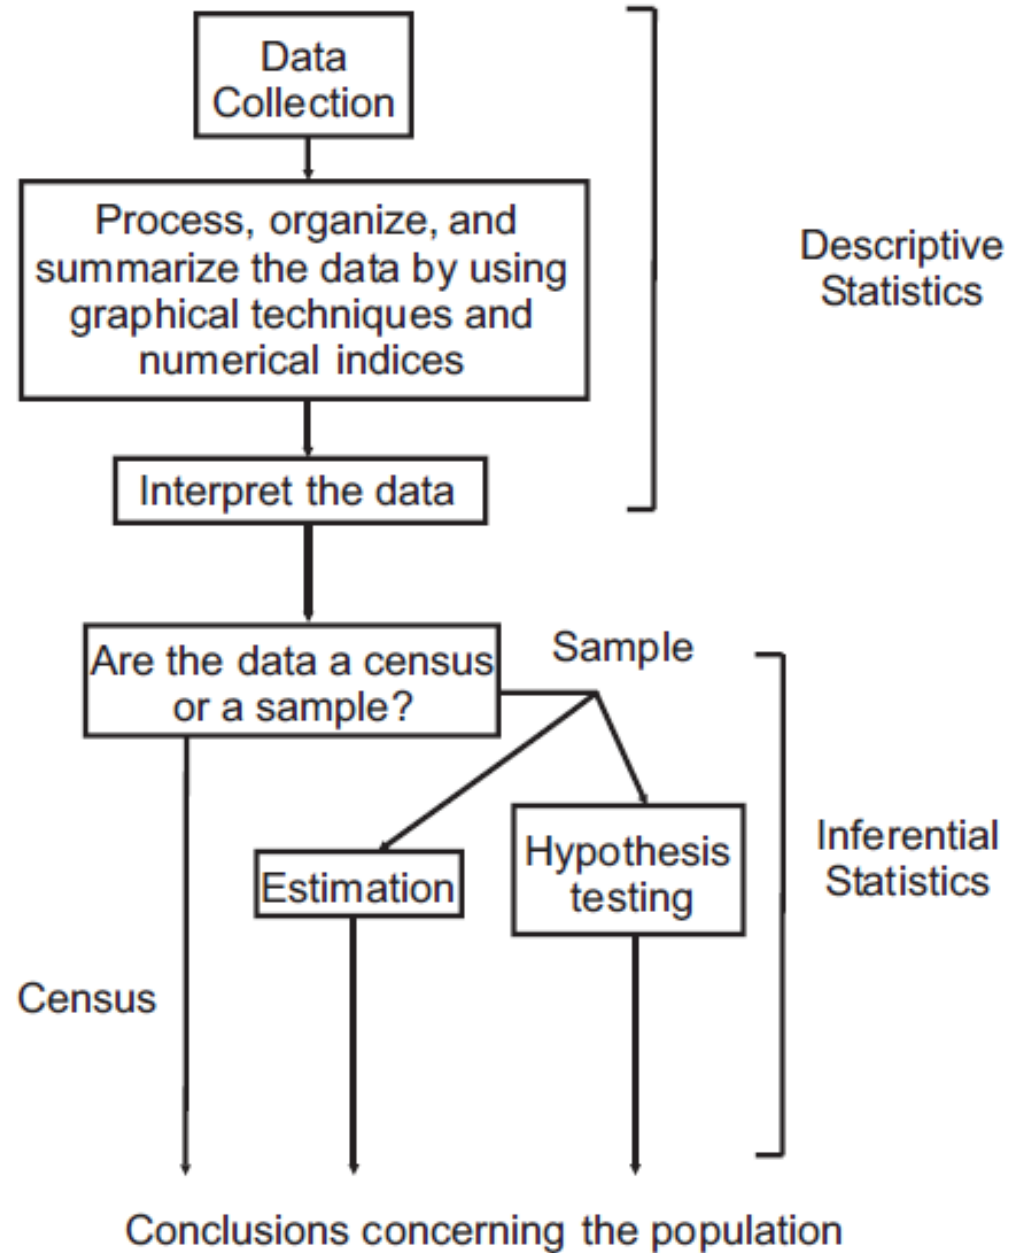 Data
Collection
Process, organize, and
summarize the data by using
graphical techniques and
numerical indices
Descriptive
Statistics
Interpret the data
Are the data a census
or a sample?
Sample
Estimation
Hypothesis
testing
Inferential
Statistics
Census
Conclusions concerning the population